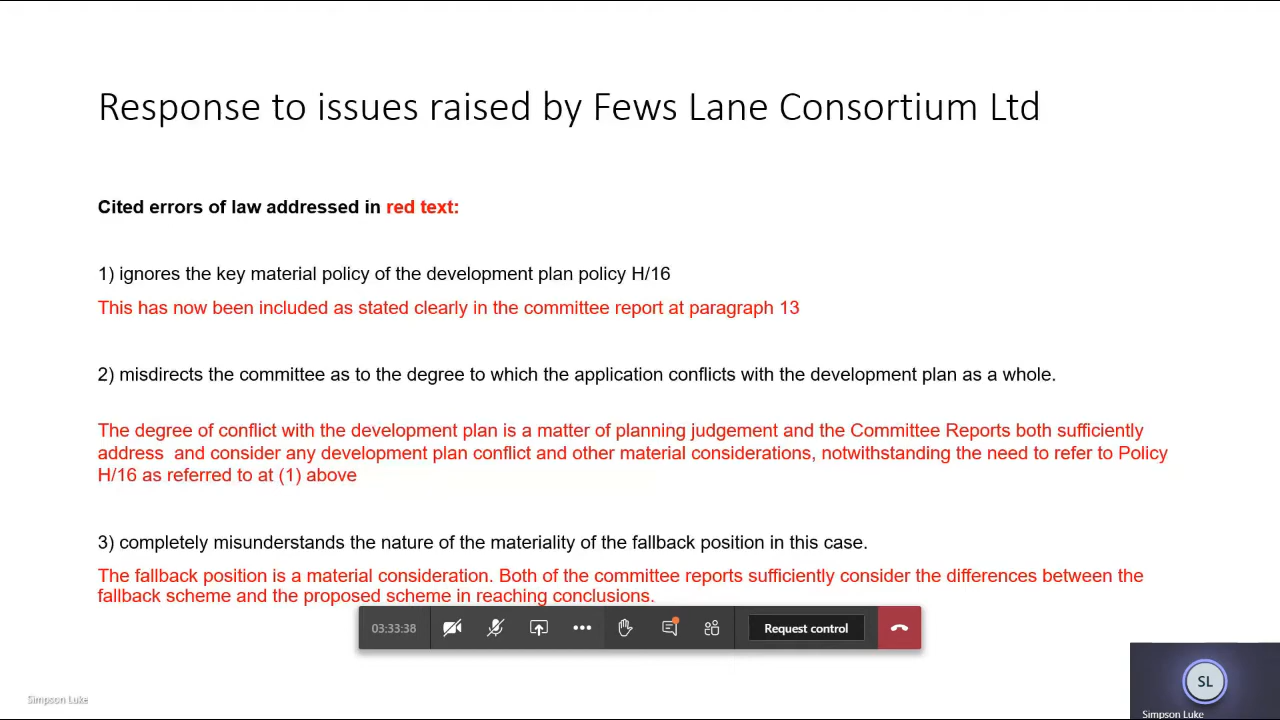 Response to issues raised by Fews Lane Consortium Ltd
Cited errors of law addressed in red text:
1) ignores the key material policy of the development plan policy H/16
This has now been included as stated clearly in the committee report at paragraph 13
2) misdirects the committee as to the degree to which the application conflicts with the development plan as a whole.
The degree of conflict with the development plan is a matter of planning judgement and the Committee Reports both sufficiently
address and consider any development plan conflict and other material considerations, notwithstanding the need to refer to Policy
H/16 as referred to at (1) above
3) completely misunderstands the nature of the materiality of the fallback position in this case.
The fallback position is a material consideration. Both of the committee reports sufficiently consider the differences between the
fallback scheme and the proposed scheme in reaching conclusions.
03:33:38
Request control
SL
Simpson Luke
Simpson Luke